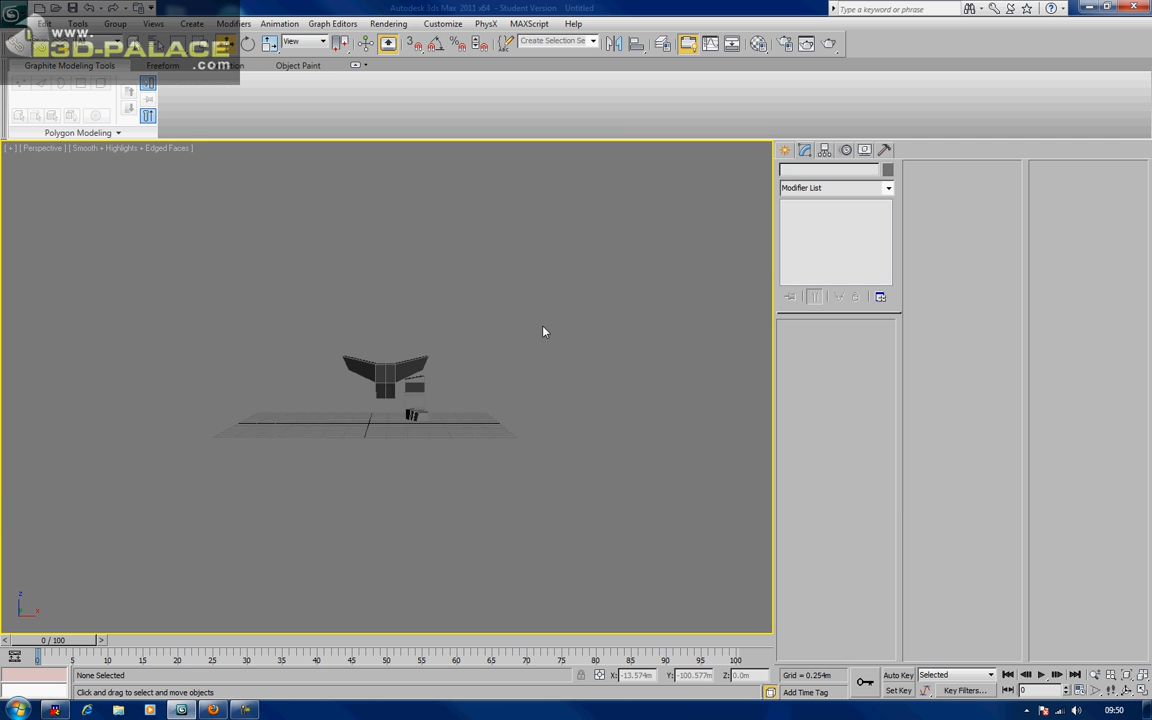 Autodesk 3ds Max 2011 x64 - Student Version Untitled
Type a keyword or phrase
Edit Tools Group Views Create Modifiers Animation Graph Editors Rendering Customize PhysX MAXScript Help
www.
3D-PALACE
.com
View
Create Selection Se
Graphite Modeling Tools Freeform Object Paint
Polygon Modeling
[ + ] [ Perspective ] [ Smooth + Highlights + Edged Faces ]
Modifier List
z
x
< 0 / 100 >
0 5 10 15 20 25 30 35 40 45 50 55 60 65 70 75 80 85 90 95 100
None Selected X: -13.574m Y: -100.577m Z: 0.0m Grid = 0.254m Auto Key Selected
Click and drag to select and move objects Add Time Tag Set Key Key Filters... 0
09:50